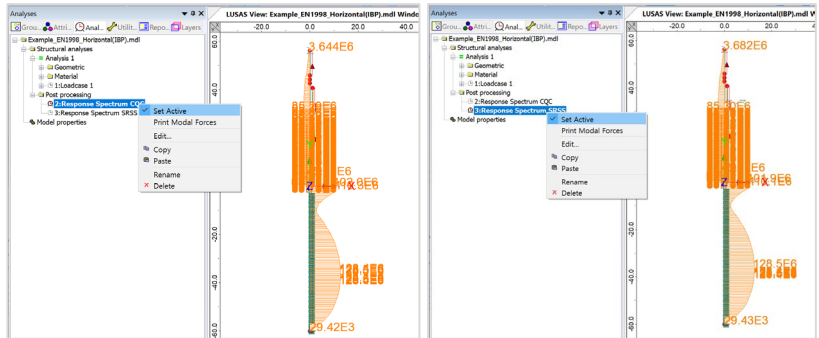 Analyses
LUSAS View: Example_EN1998_Horizontal(IBP).mdl Windo
Grou... Attri... Anal... Utilit... Repo... Layers
Example_EN1998_Horizontal(IBP).mdl
Structural analyses
Analysis 1
Geometric
Material
1:Loadcase 1
Post processing
2:Response Spectrum CQC
3:Response Spectrum SRSS
Model properties
Set Active
Print Modal Forces
Edit...
Copy
Paste
Rename
Delete
-20.0 0.0 20.0 40.0
60.0
40.0
-20.0
-40.0
-60.0
3.644E6
Z
X
29.42E3
Analyses
LUSAS View: Example_EN1998_Horizontal(IBP).mdl W
Grou... Attri... Anal... Utilit... Repo... Layers
Example_EN1998_Horizontal(IBP).mdl
Structural analyses
Analysis 1
Geometric
Material
1:Loadcase 1
Post processing
2:Response Spectrum CQC
3:Response Spectrum SRSS
Model properties
Set Active
Print Modal Forces
Edit...
Copy
Paste
Rename
Delete
-20.0 0.0 20.0
60.0
40.0
-20.0
-40.0
-60.0
3.682E6
Z
128.5E6
29.43E3